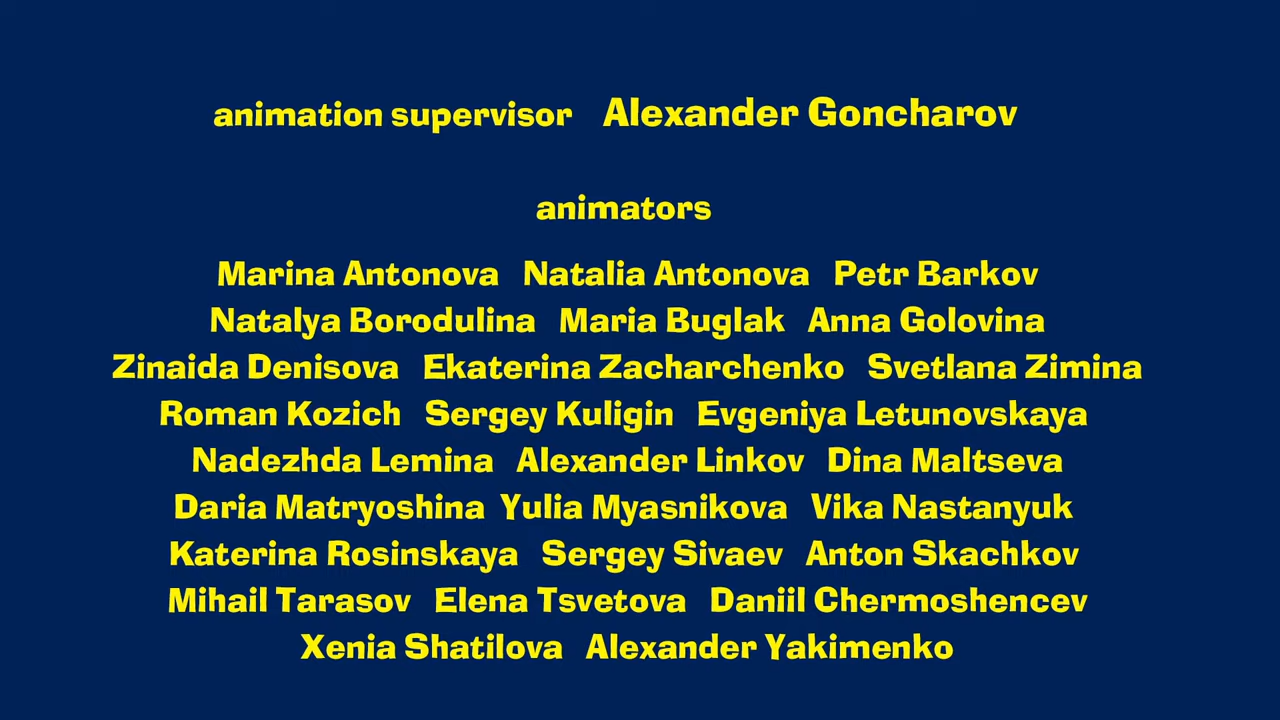 animation supervisor Alexander Goncharov
animators
Marina Antonova Natalia Antonova Petr Barkov
Natalya Borodulina Maria Buglak Anna Golovina
Zinaida Denisova Ekaterina Zacharchenko Svetlana Zimina
Roman Kozich Sergey Kuligin Evgeniya Letunovskaya
Nadezhda Lemina Alexander Linkov Dina Maltseva
Daria Matryoshina Yulia Myasnikova Vika Nastanyuk
Katerina Rosinskaya Sergey Sivaev Anton Skachkov
Mihail Tarasov Elena Tsvetova Daniil Chermoshencev
Xenia Shatilova Alexander Yakimenko